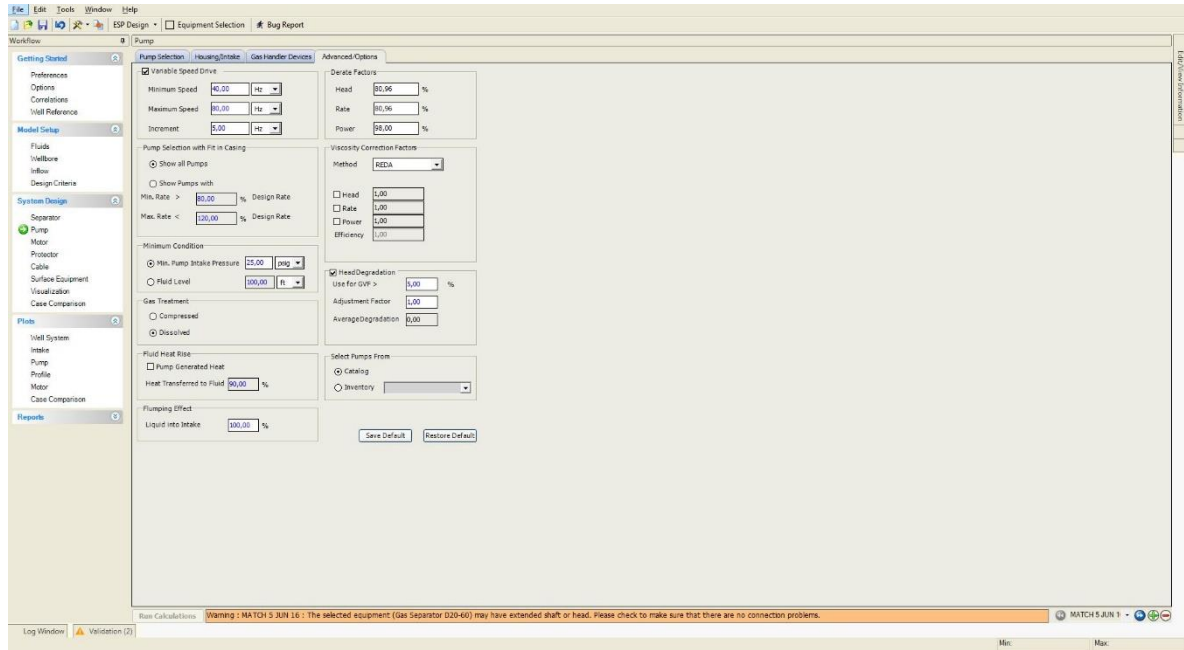 File Edit Tools Window Help
ESP Design Equipment Selection Bug Report
Workflow
Getting Started
Preferences
Options
Correlations
Well Reference
Model Setup
Fluids
Wellbore
Inflow
Design Criteria
System Design
Separator
Pump
Motor
Protector
Cable
Surface Equipment
Visualization
Case Comparison
Plots
Well System
Intake
Pump
Profile
Motor
Case Comparison
Reports
Pump
Pump Selection Housing/Intake Gas Handler Devices Advanced/Options
Variable Speed Drive
Minimum Speed 40,00 Hz
Maximum Speed 80,00 Hz
Increment 5,00 Hz
Pump Selection with Fit in Casing
Show all Pumps
Show Pumps with
Min. Rate > 80,00 % Design Rate
Max. Rate < 120,00 % Design Rate
Minimum Condition
Min. Pump Intake Pressure 25,00 psig
Fluid Level 100,00 ft
Gas Treatment
Compressed
Dissolved
Fluid Heat Rise
Pump Generated Heat
Heat Transferred to Fluid 90,00 %
Flumping Effect
Liquid into Intake 100,00 %
Derate Factors
Head 80,96 %
Rate 80,96 %
Power 98,00 %
Viscosity Correction Factors
Method REDA
Head 1,00
Rate 1,00
Power 1,00
Efficiency 1,00
HeadDegradation
Use for GVF > 5,00 %
Adjustment Factor 1,00
AverageDegradation 0,00
Select Pumps From
Catalog
Inventory
Save Default Restore Default
Edit/View Information
Run Calculations Warning : MATCH 5 JUN 16 : The selected equipment (Gas Separator D20-60) may have extended shaft or head. Please check to make sure that there are no connection problems. MATCH 5 JUN 1
Log Window Validation (2)
Min: Max: